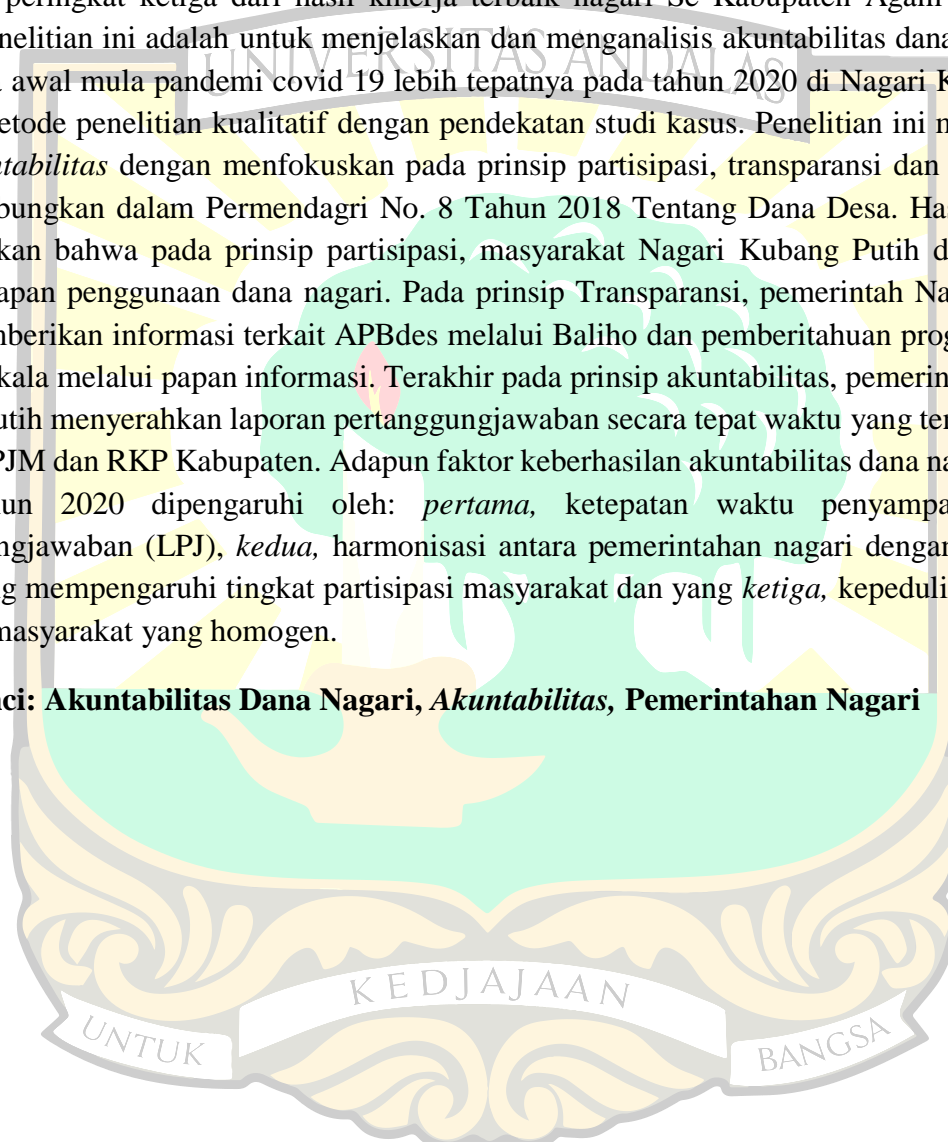 peringkat ketiga dari hasil kinerja terbaik nagari Se Kabupaten Agam
nelitian ini adalah untuk menjelaskan dan menganalisis akuntabilitas dana
a awal mula pandemi covid 19 lebih tepatnya pada tahun 2020 di Nagari K
etode penelitian kualitatif dengan pendekatan studi kasus. Penelitian ini m
ntabilitas dengan menfokuskan pada prinsip partisipasi, transparansi dan
bungkan dalam Permendagri No. 8 Tahun 2018 Tentang Dana Desa. Ha
kan bahwa pada prinsip partisipasi, masyarakat Nagari Kubang Putih d
apan penggunaan dana nagari. Pada prinsip Transparansi, pemerintah Na
mberikan informasi terkait APBdes melalui Baliho dan pemberitahuan prog
kala melalui papan informasi. Terakhir pada prinsip akuntabilitas, pemerin
utih menyerahkan laporan pertanggungjawaban secara tepat waktu yang ter
PJM dan RKP Kabupaten. Adapun faktor keberhasilan akuntabilitas dana na
un 2020 dipengaruhi oleh: pertama, ketepatan waktu penyampa
ngjawaban (LPJ), kedua, harmonisasi antara pemerintahan nagari dengan
g mempengaruhi tingkat partisipasi masyarakat dan yang ketiga, kepeduli
masyarakat yang homogen.
nci: Akuntabilitas Dana Nagari, Akuntabilitas, Pemerintahan Nagari
UNIVERSITAS ANDALAS
KEDJAJAAN
UNTUK
BANGSA